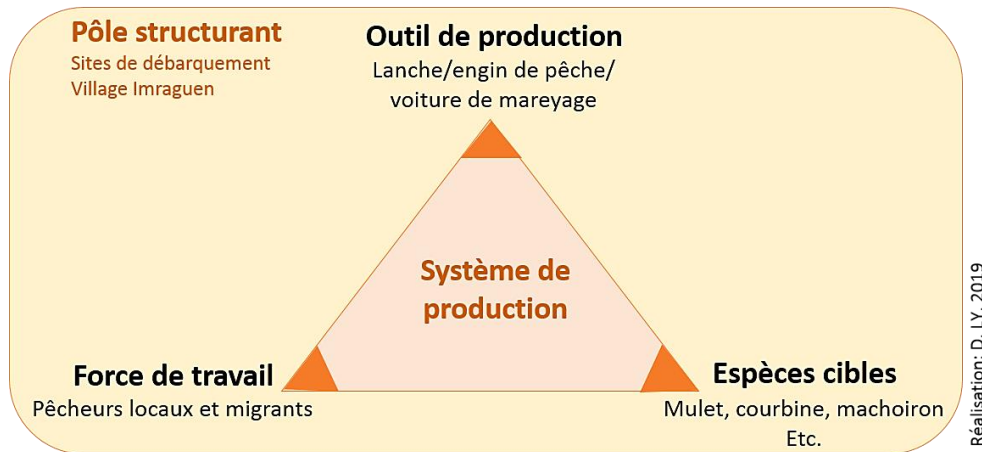 Pôle structurant
Sites de débarquement
Village Imraguen
Outil de production
Lanche/engin de pêche/
voiture de mareyage
Système de
production
Force de travail
Pêcheurs locaux et migrants
Espèces cibles
Mulet, courbine, machoiron
Etc.
Réalisation: D. LY, 2019